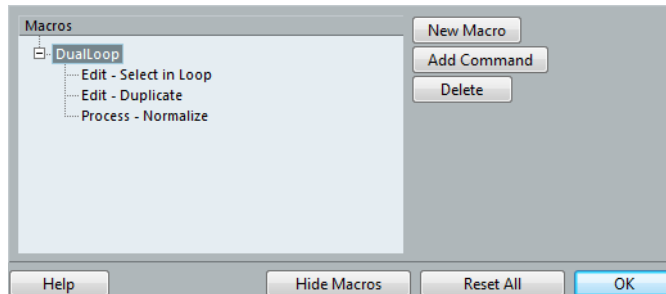 Macros
New Macro
DualLoop
Add Command
Edit - Select in Loop
Edit - Duplicate
Delete
Process - Normalize
Help
Hide Macros
Reset All
OK